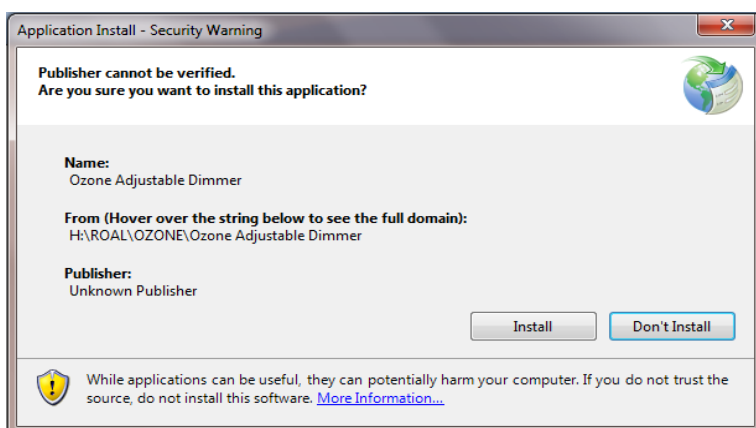 Application Install - Security Warning
Publisher cannot be verified.
Are you sure you want to install this application?
Name:
Ozone Adjustable Dimmer
From (Hover over the string below to see the full domain):
H:\ROAL\OZONE\Ozone Adjustable Dimmer
Publisher:
Unknown Publisher
Install
Don't Install
While applications can be useful, they can potentially harm your computer. If you do not trust the
source, do not install this software. More Information...